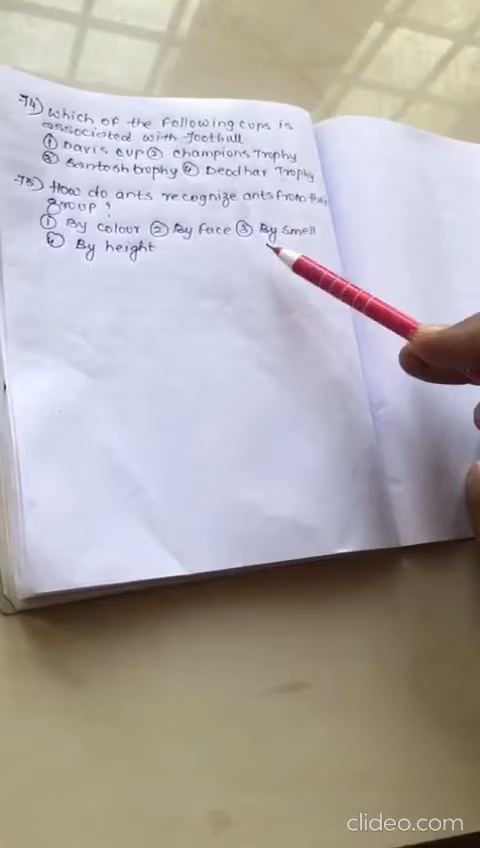 74) Which of the following cups is
associated with football
① Davis cup ② Champions Trophy
③ Santosh trophy ④ Deodhar Trophy
75) How do ants recognize ants from their
group ?
① By colour ② By face ③ By smell
④ By height
clideo.com